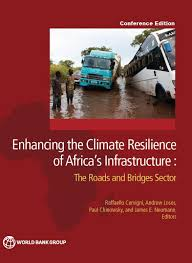 Conference Edition
Enhancing the Climate Resilience
of Africa's Infrastructure :
The Roads and Bridges Sector
Raffaello Cervigni, Andrew Losos,
Paul Chinowsky, and James E. Neumann,
Editors
WORLD BANK GROUP